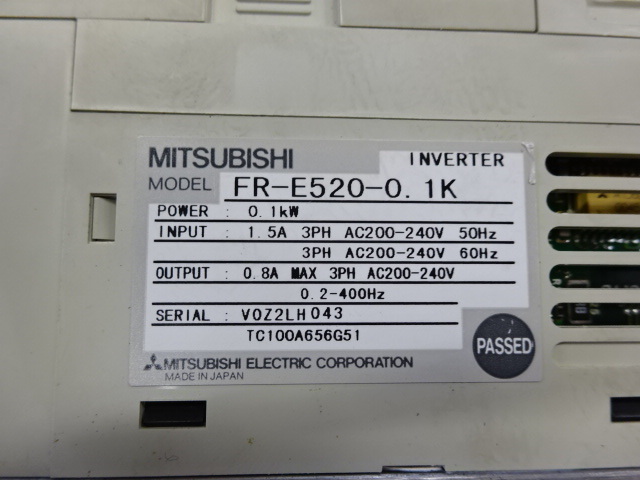 MITSUBISHI INVERTER
MODEL FR-E520-0.1K
POWER : 0.1kW
INPUT : 1.5A 3PH AC200-240V 50Hz
3PH AC200-240V 60Hz
OUTPUT : 0.8A MAX 3PH AC200-240V
0.2-400Hz
SERIAL : V0Z2LH043
TC100A656G51
PASSED
MITSUBISHI ELECTRIC CORPORATION
MADE IN JAPAN